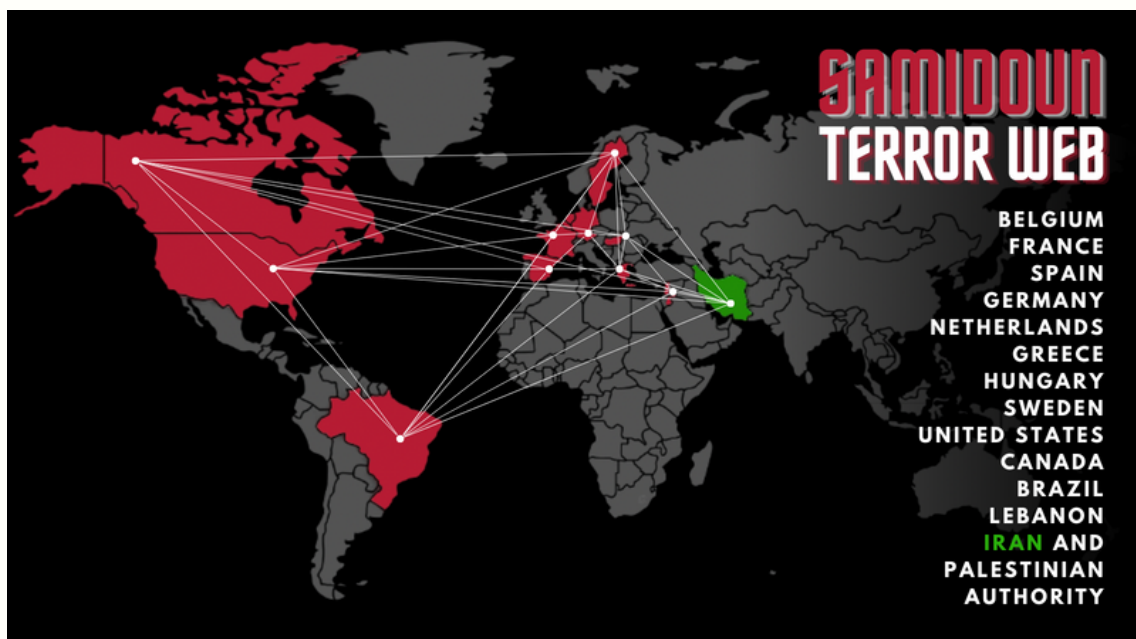 SAMIDOUN
TERROR WEB
BELGIUM
FRANCE
SPAIN
GERMANY
NETHERLANDS
GREECE
HUNGARY
SWEDEN
UNITED STATES
CANADA
BRAZIL
LEBANON
IRAN AND
PALESTINIAN
AUTHORITY